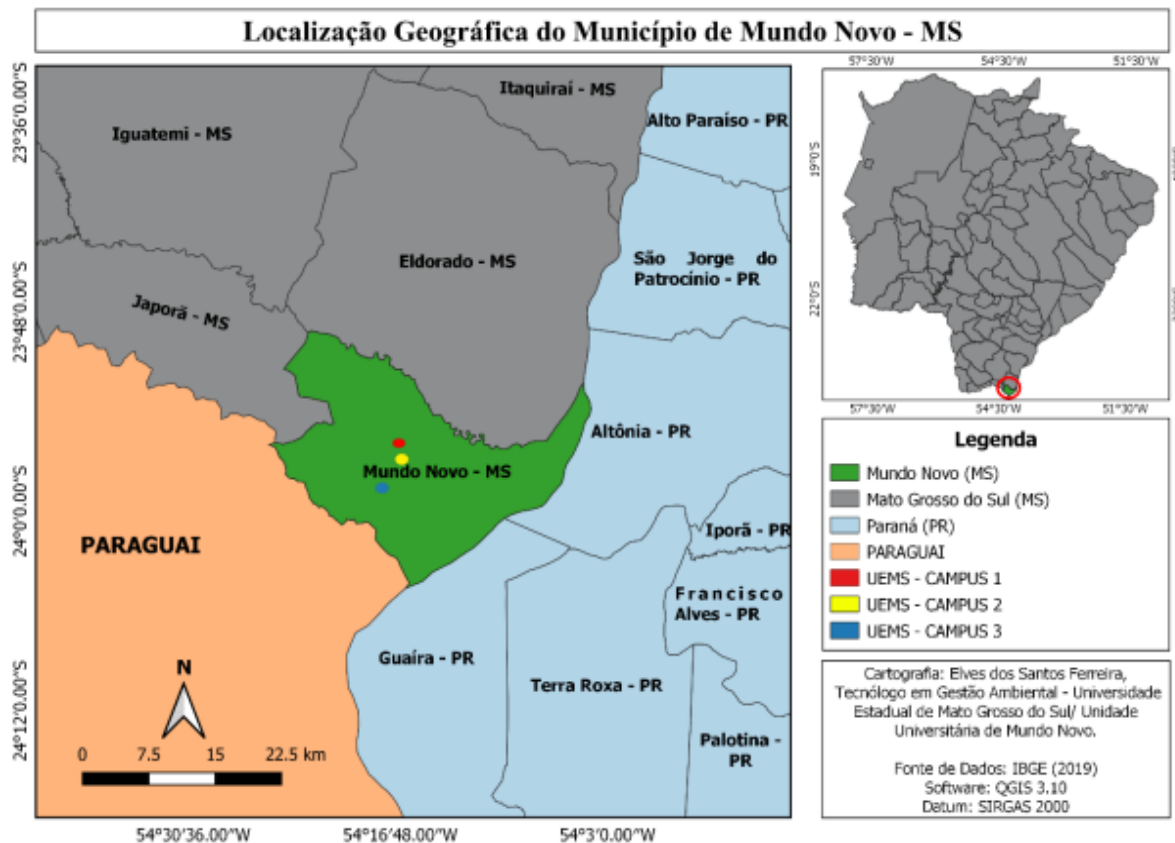 Localização Geográfica do Município de Mundo Novo - MS
Itaquiraí - MS
Iguatemi - MS
Alto Paraíso - PR
Eldorado - MS
São Jorge do
Patrocínio - PR
Japorã - MS
Altônia - PR
Mundo Novo - MS
PARAGUAI
Iporã - PR
Francisco
Alves - PR
Guaíra - PR
Terra Roxa - PR
Palotina -
PR
N
0 7.5 15 22.5 km
23°36'0.00"S
23°48'0.00"S
24°0'0.00"S
24°12'0.00"S
54°30'36.00"W
54°16'48.00"W
54°3'0.00"W
57°30'W
54°30'W
51°30'W
19°S
22°S
57°30'W
54°30'W
51°30'W
Legenda
Mundo Novo (MS)
Mato Grosso do Sul (MS)
Paraná (PR)
PARAGUAI
UEMS - CAMPUS 1
UEMS - CAMPUS 2
UEMS - CAMPUS 3
Cartografia: Elves dos Santos Ferreira,
Tecnólogo em Gestão Ambiental - Universidade
Estadual de Mato Grosso do Sul/ Unidade
Universitária de Mundo Novo.
Fonte de Dados: IBGE (2019)
Software: QGIS 3.10
Datum: SIRGAS 2000